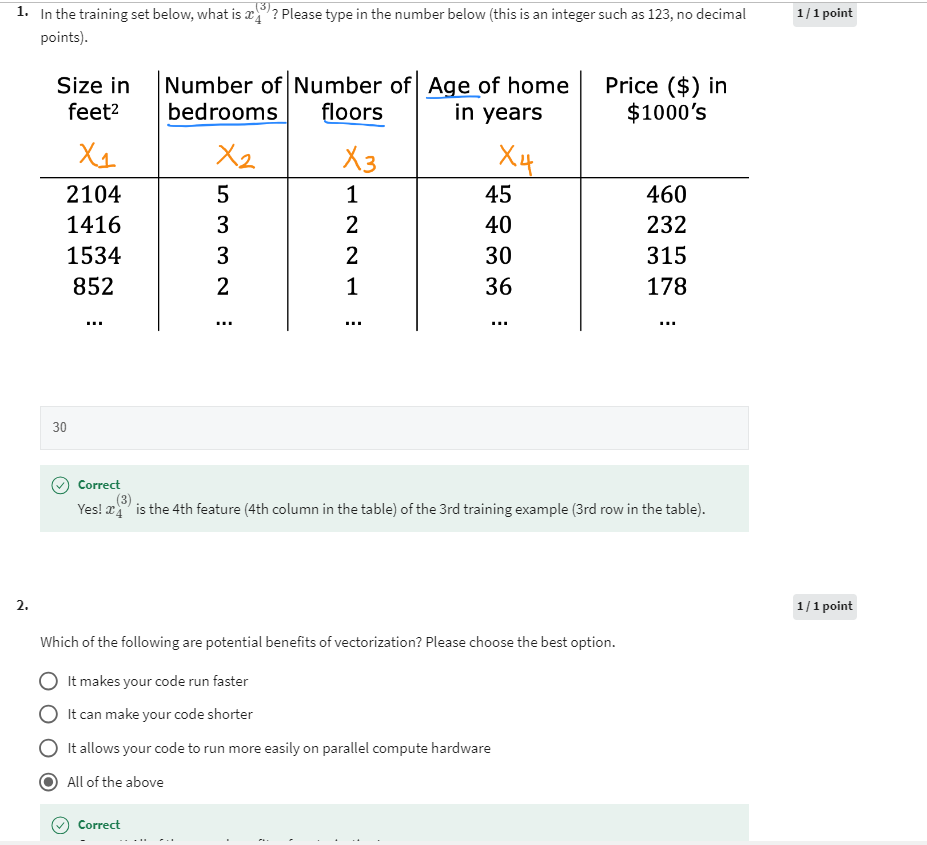 1. In the training set below, what is x₄⁽³⁾? Please type in the number below (this is an integer such as 123, no decimal
points).
1 / 1 point
Size in feet² Number of bedrooms Number of floors Age of home in years Price ($) in $1000's
X1 X2 X3 X4
2104 5 1 45 460
1416 3 2 40 232
1534 3 2 30 315
852 2 1 36 178
... ... ... ... ...
30
Correct
Yes! x₄⁽³⁾ is the 4th feature (4th column in the table) of the 3rd training example (3rd row in the table).
2.
1 / 1 point
Which of the following are potential benefits of vectorization? Please choose the best option.
It makes your code run faster
It can make your code shorter
It allows your code to run more easily on parallel compute hardware
All of the above
Correct